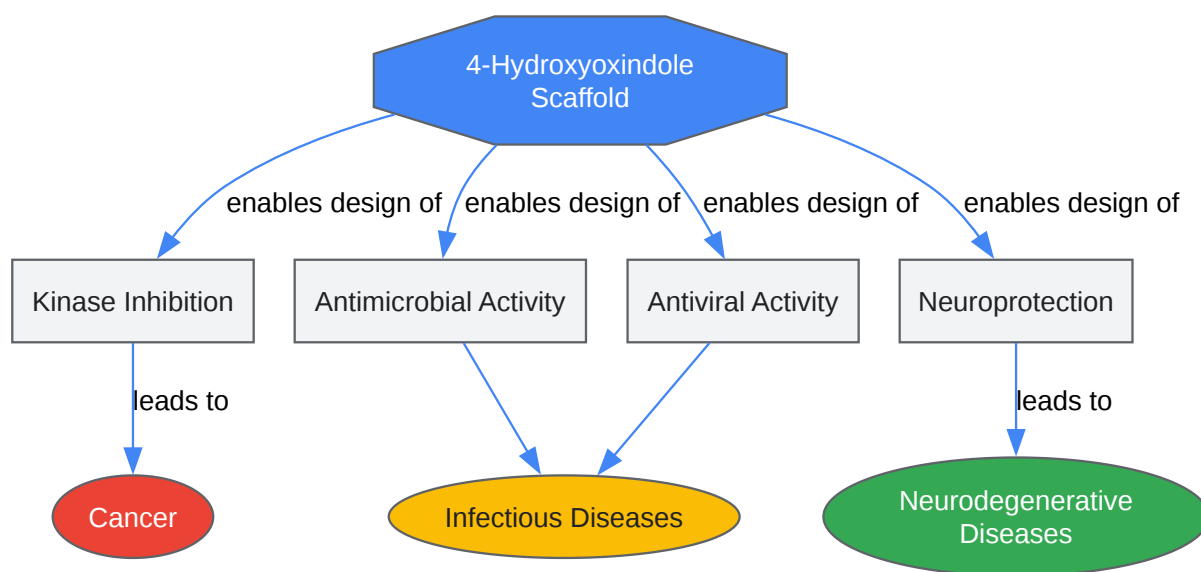 4-Hydroxyoxindole
Scaffold
enables design of
enables design of
enables design of
enables design of
Kinase Inhibition
Antimicrobial Activity
Antiviral Activity
Neuroprotection
leads to
leads to
Cancer
Infectious Diseases
Neurodegenerative
Diseases